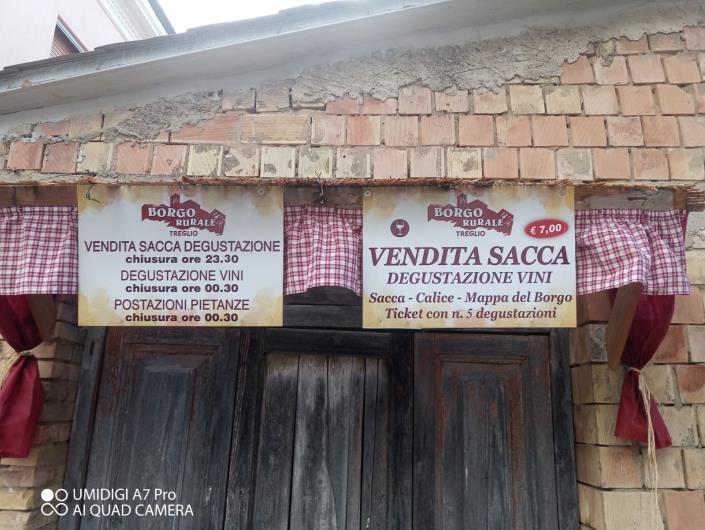 BORGO
RURALE
TREGLIO
VENDITA SACCA DEGUSTAZIONE
chiusura ore 23.30
DEGUSTAZIONE VINI
chiusura ore 00.30
POSTAZIONI PIETANZE
chiusura ore 00.30
BORGO
RURALE
TREGLIO
€ 7,00
VENDITA SACCA
DEGUSTAZIONE VINI
Sacca - Calice - Mappa del Borgo
Ticket con n. 5 degustazioni
UMIDIGI A7 Pro
AI QUAD CAMERA